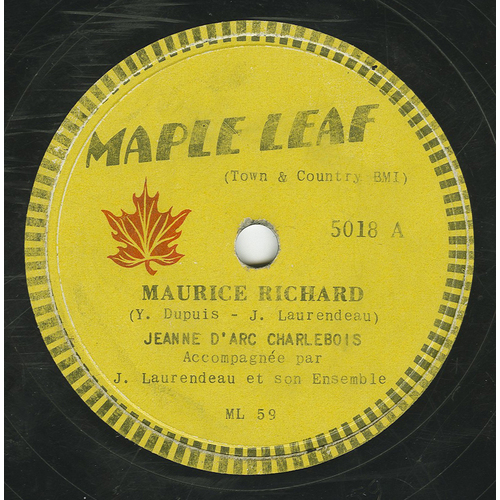 MAPLE LEAF
(Town & Country BMI)
5018 A
MAURICE RICHARD
(Y. Dupuis - J. Laurendeau)
JEANNE D'ARC CHARLEBOIS
Accompagnée par
J. Laurendeau et son Ensemble
ML 59